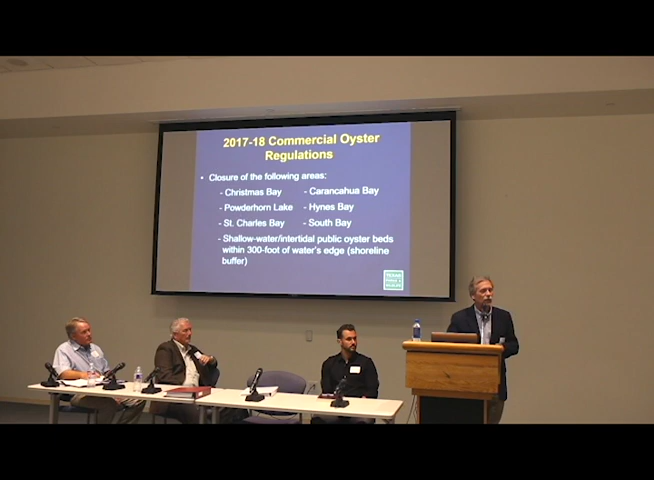 2017-18 Commercial Oyster
Regulations
• Closure of the following areas:
- Christmas Bay - Carancahua Bay
- Powderhorn Lake - Hynes Bay
- St. Charles Bay - South Bay
- Shallow-water/intertidal public oyster beds
within 300-foot of water's edge (shoreline
buffer)
TEXAS